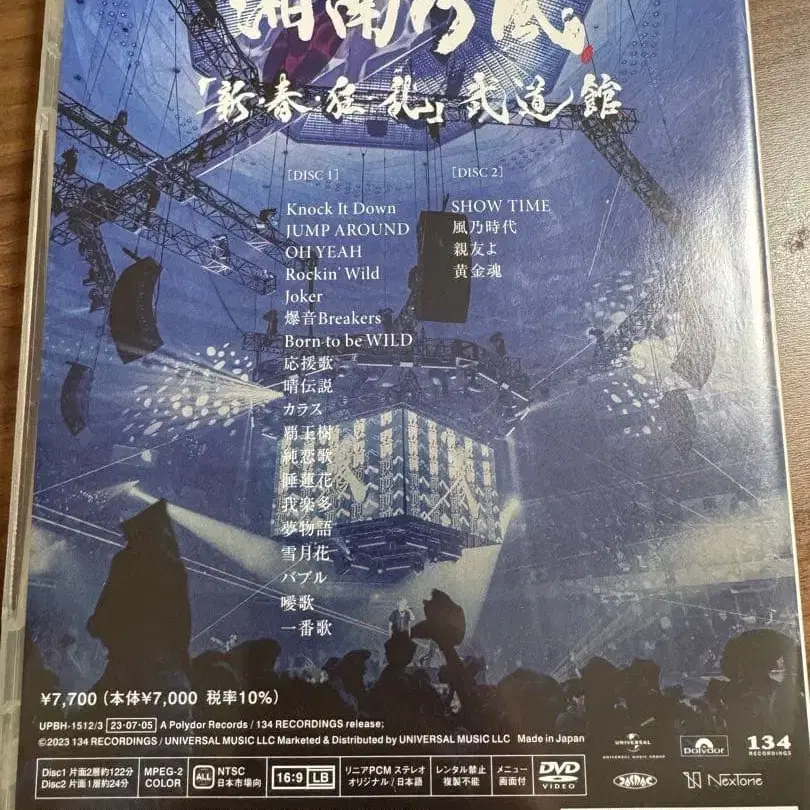 湘南乃風
「新・春・狂・乱」武道館
[DISC 1]
Knock It Down
JUMP AROUND
OH YEAH
Rockin' Wild
Joker
爆音Breakers
Born to be WILD
応援歌
晴伝説
カラス
覇王樹
純恋歌
睡蓮花
我楽多
夢物語
雪月花
バブル
曖歌
一番歌
[DISC 2]
SHOW TIME
風乃時代
親友よ
黄金魂
¥7,700 (本体¥7,000 税率10%)
UPBH-1512/3 23-07-05 A Polydor Records / 134 RECORDINGS release;
©2023 134 RECORDINGS / UNIVERSAL MUSIC LLC Marketed & Distributed by UNIVERSAL MUSIC LLC Made in Japan
UNIVERSAL
UNIVERSAL MUSIC GROUP
Polydor
134
RECORDINGS
Disc1 片面2層約122分
Disc2 片面1層約24分
MPEG-2
COLOR
ALL
NTSC
日本市場向
16:9 LB
リニアPCM ステレオ
オリジナル / 日本語
レンタル禁止
複製不能
メニュー
画面付
DVD
VIDEO
NexTone